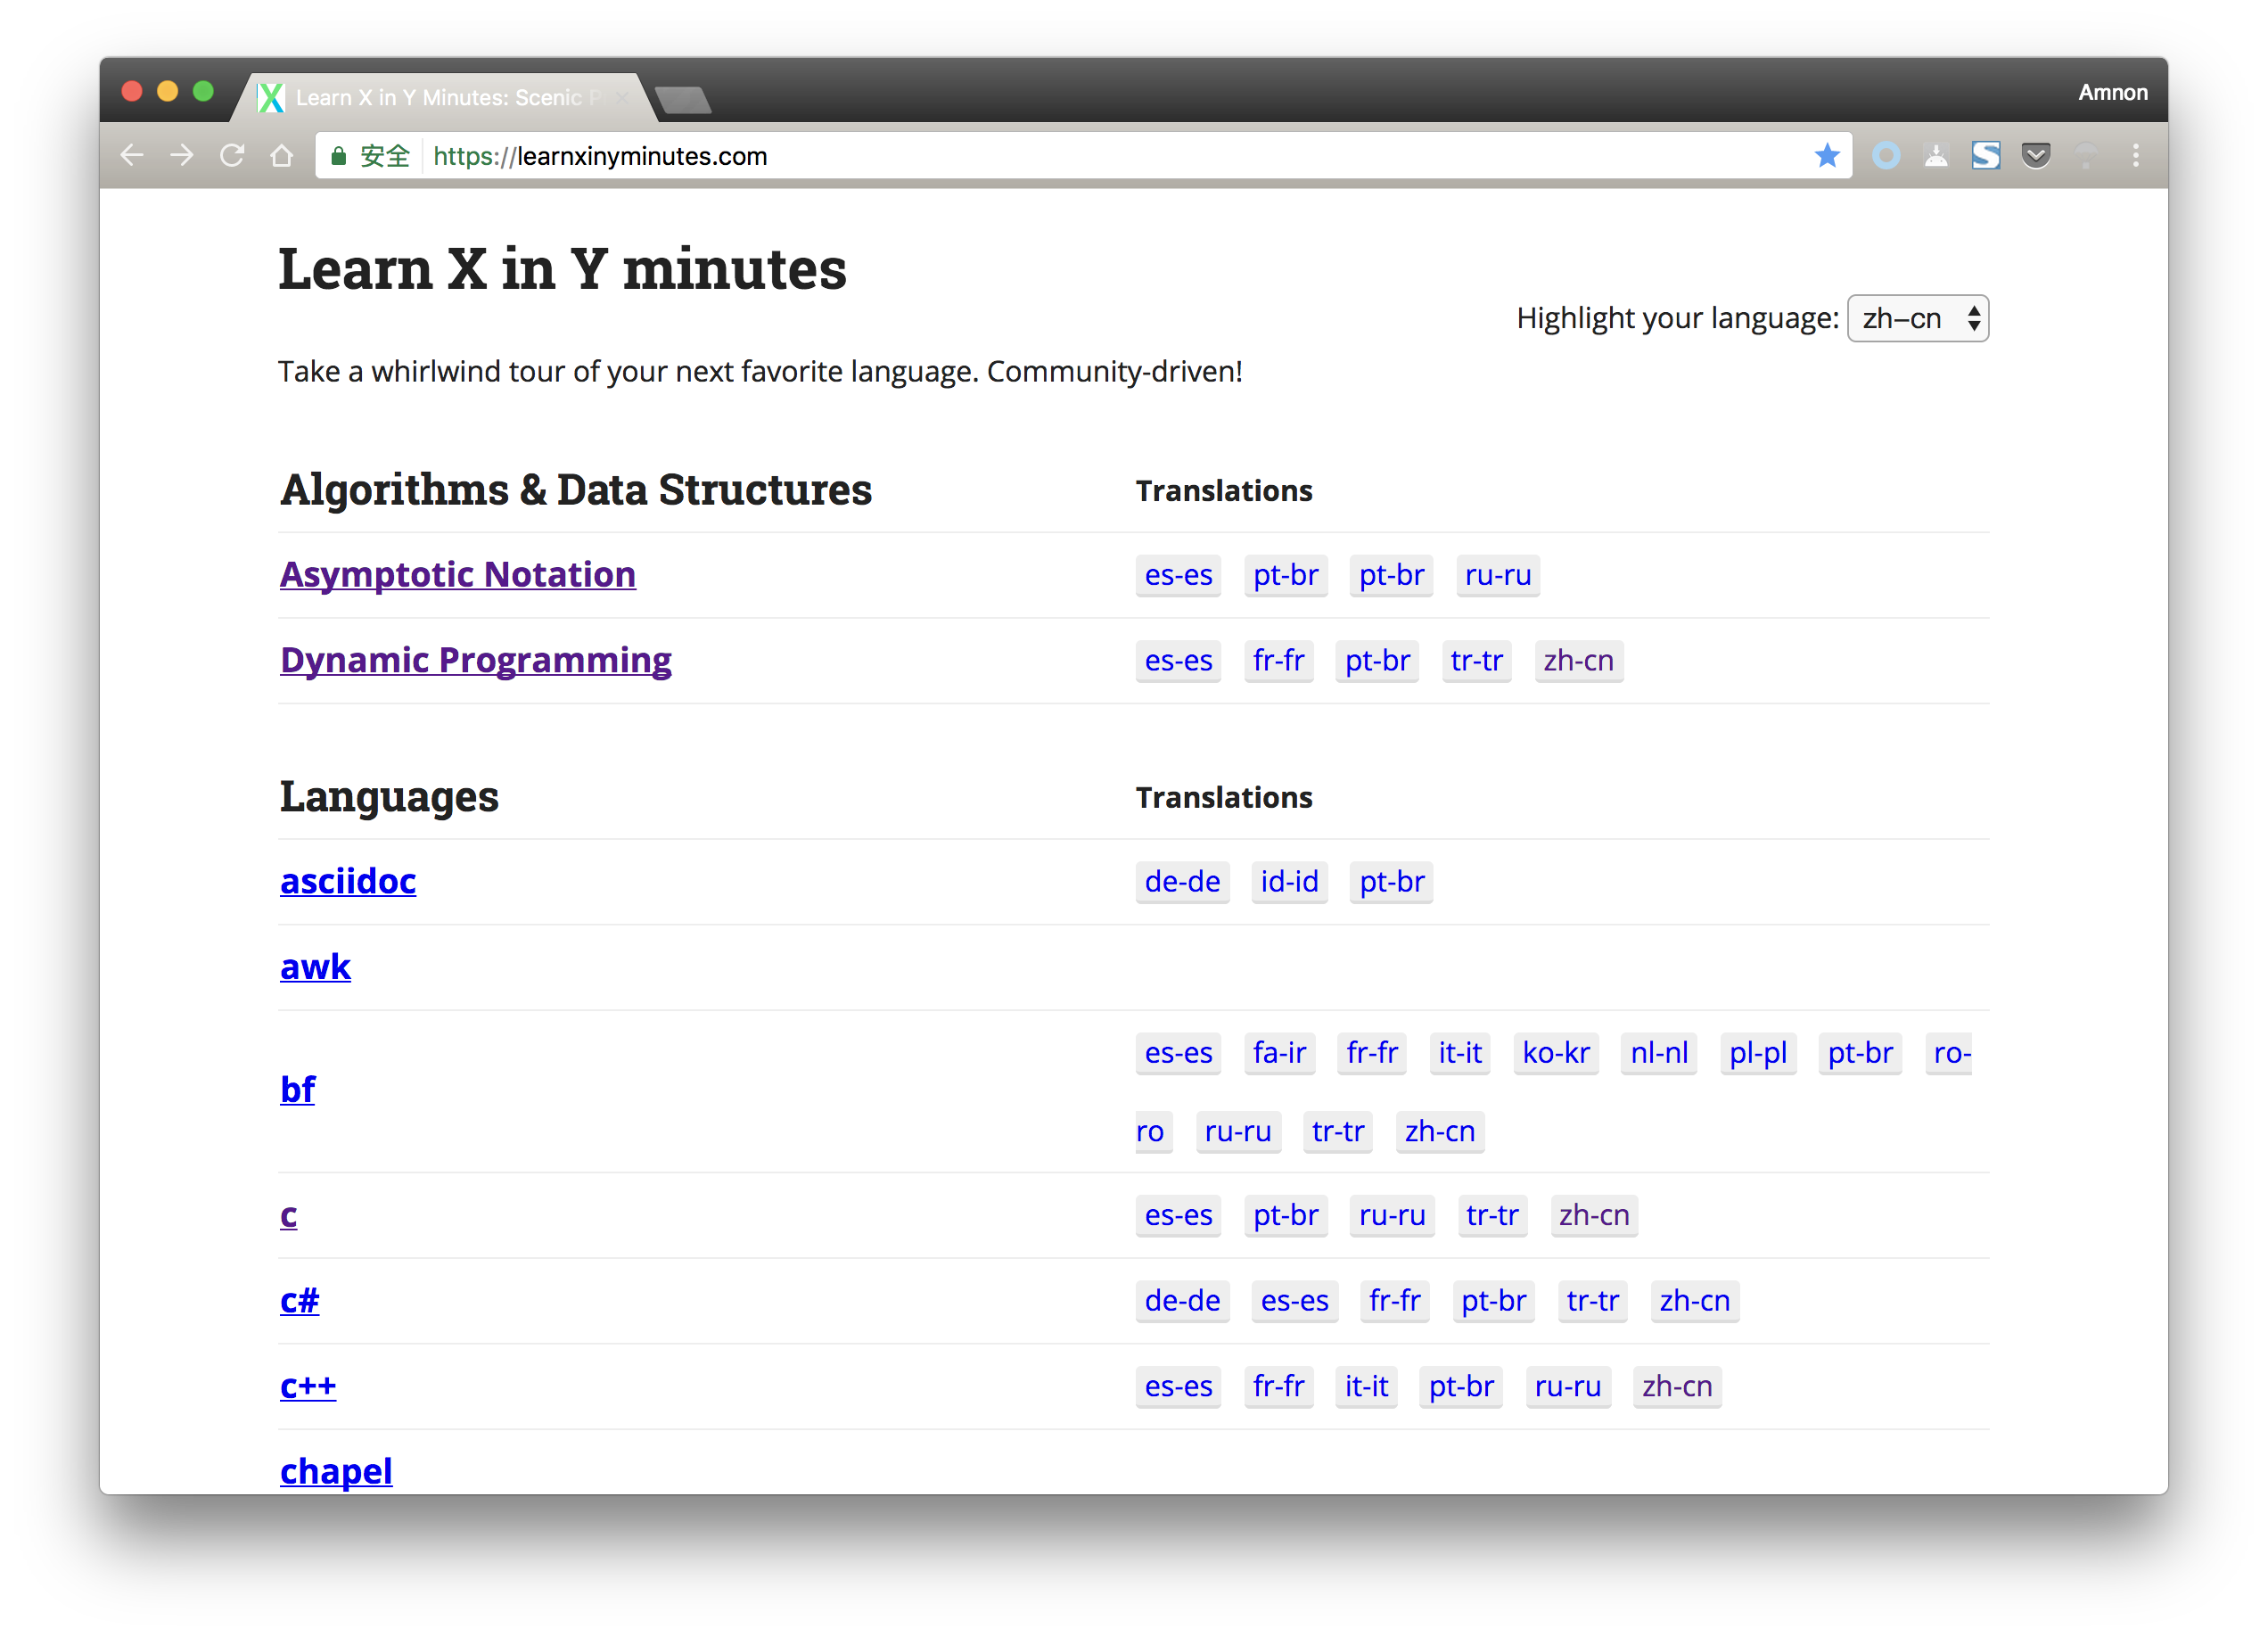 Learn X in Y Minutes: Scenic P
Amnon
安全 https://learnxinyminutes.com
Learn X in Y minutes
Highlight your language: zh-cn
Take a whirlwind tour of your next favorite language. Community-driven!
Algorithms & Data Structures Translations
Asymptotic Notation es-es pt-br pt-br ru-ru
Dynamic Programming es-es fr-fr pt-br tr-tr zh-cn
Languages Translations
asciidoc de-de id-id pt-br
awk
bf es-es fa-ir fr-fr it-it ko-kr nl-nl pl-pl pt-br ro-
ro ru-ru tr-tr zh-cn
c es-es pt-br ru-ru tr-tr zh-cn
c# de-de es-es fr-fr pt-br tr-tr zh-cn
c++ es-es fr-fr it-it pt-br ru-ru zh-cn
chapel